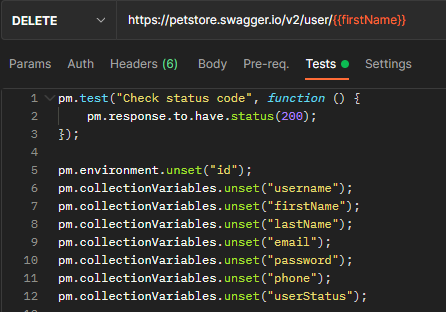 DELETE https://petstore.swagger.io/v2/user/{{firstName}}
Params Auth Headers (6) Body Pre-req. Tests Settings
1 pm.test("Check status code", function () {
2 pm.response.to.have.status(200);
3 });
4
5 pm.environment.unset("id");
6 pm.collectionVariables.unset("username");
7 pm.collectionVariables.unset("firstName");
8 pm.collectionVariables.unset("lastName");
9 pm.collectionVariables.unset("email");
10 pm.collectionVariables.unset("password");
11 pm.collectionVariables.unset("phone");
12 pm.collectionVariables.unset("userStatus");